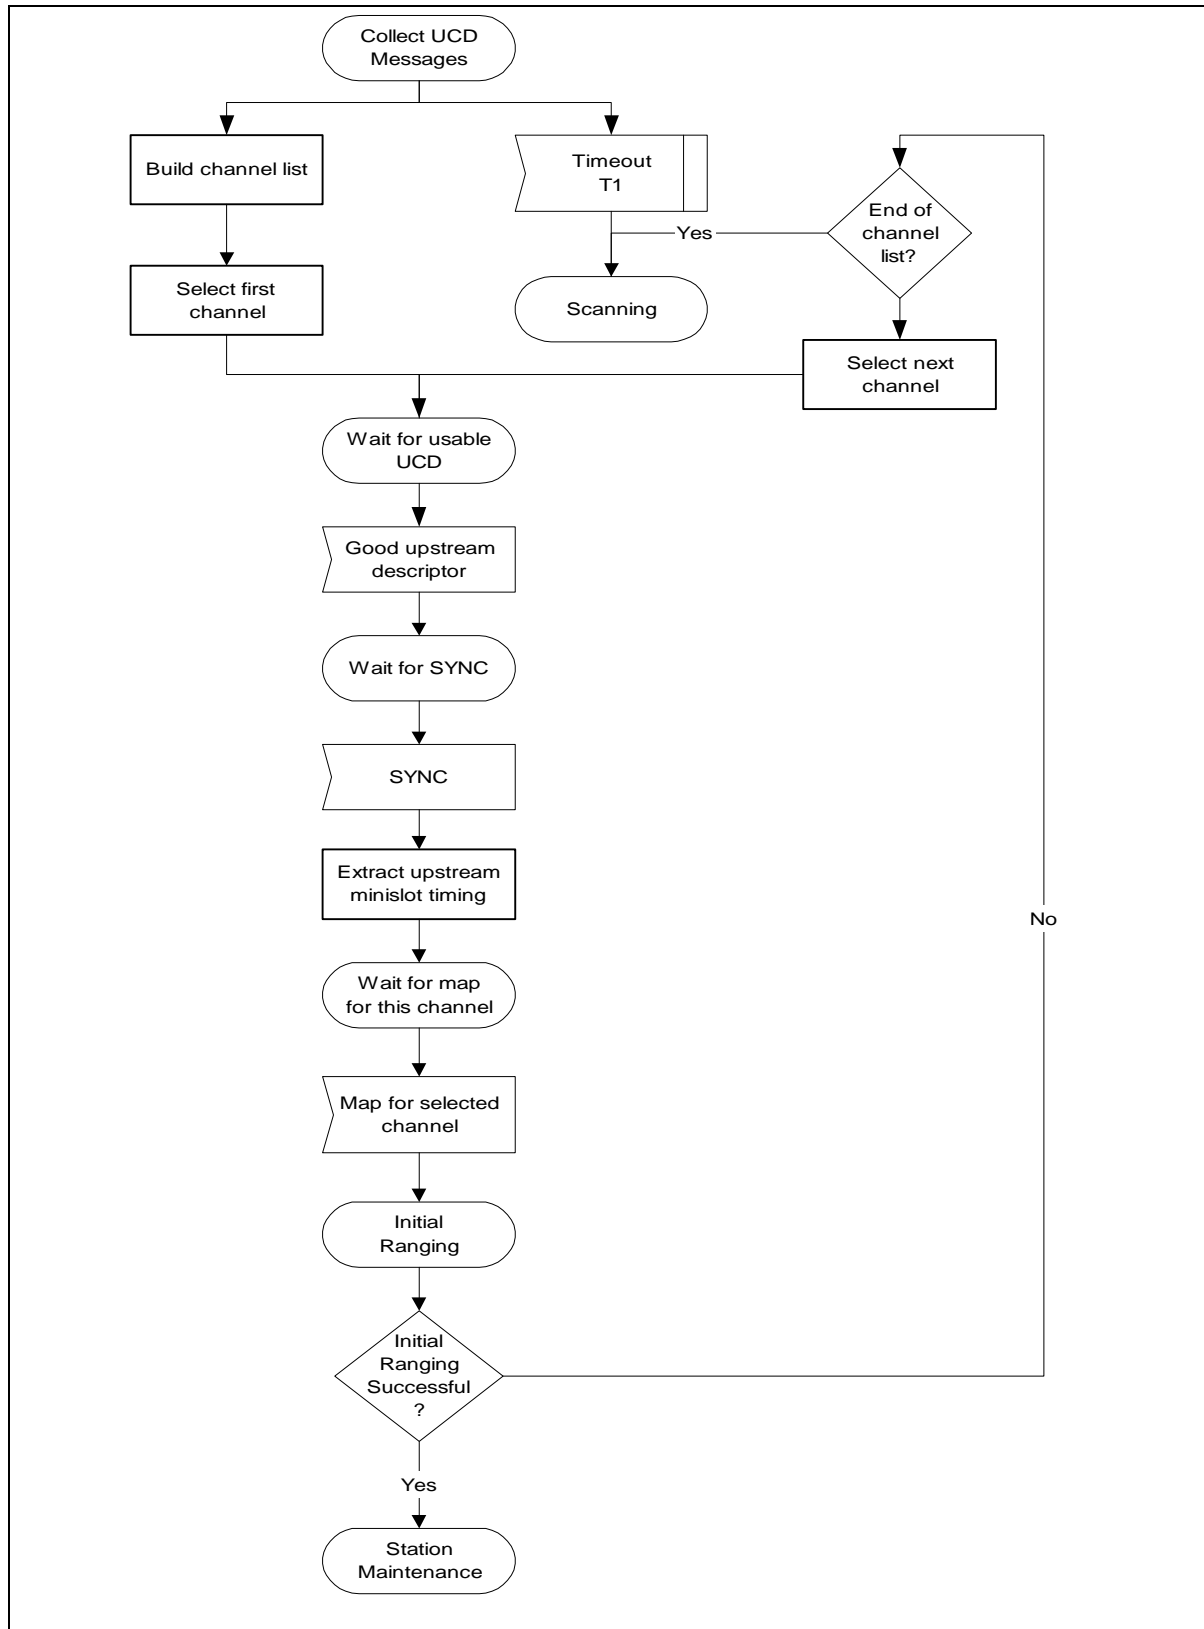 Collect UCD
Messages
Build channel list
Timeout
T1
End of
channel
list?
Yes
Select first
channel
Scanning
Select next
channel
Wait for usable
UCD
Good upstream
descriptor
Wait for SYNC
SYNC
Extract upstream
minislot timing
No
Wait for map
for this channel
Map for selected
channel
Initial
Ranging
Initial
Ranging
Successful
?
Yes
Station
Maintenance